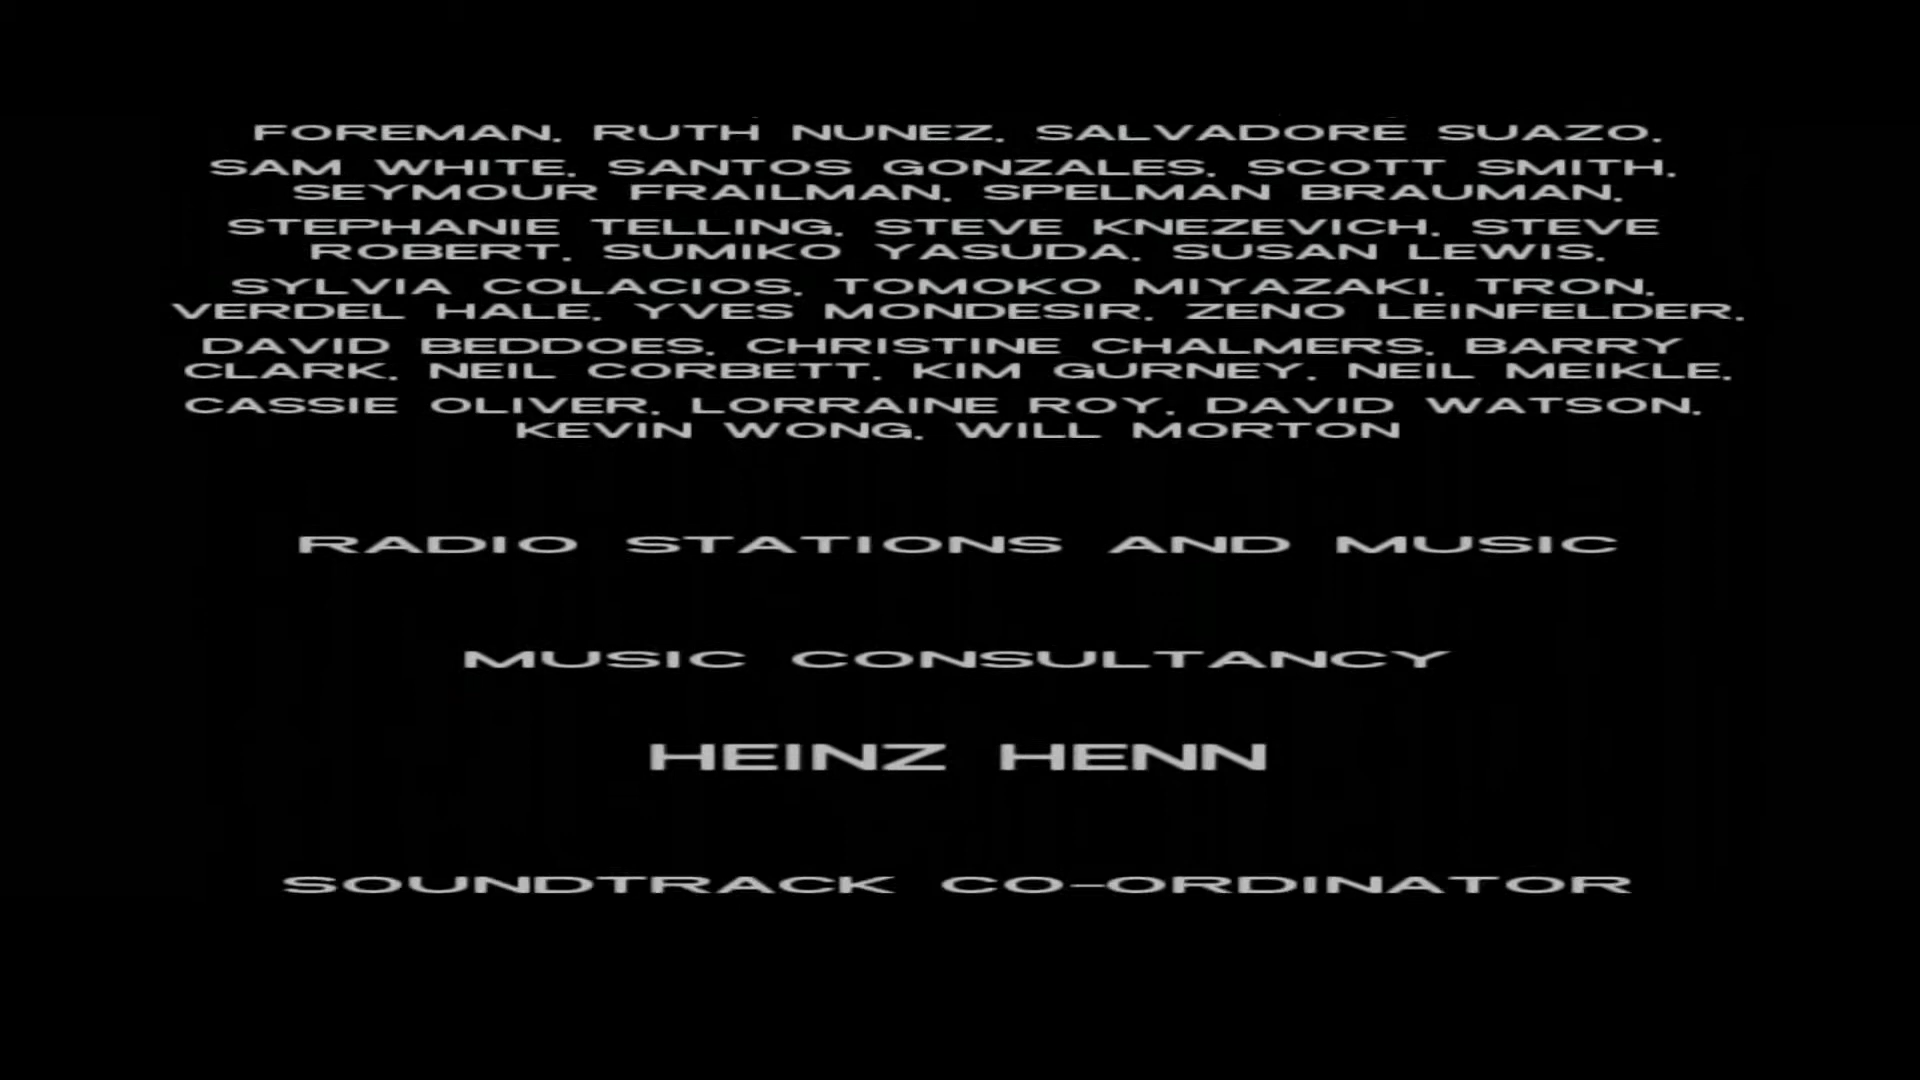 FOREMAN, RUTH NUNEZ, SALVADORE SUAZO,
SAM WHITE, SANTOS GONZALES, SCOTT SMITH,
SEYMOUR FRAILMAN, SPELMAN BRAUMAN,
STEPHANIE TELLING, STEVE KNEZEVICH, STEVE
ROBERT, SUMIKO YASUDA, SUSAN LEWIS,
SYLVIA COLACIOS, TOMOKO MIYAZAKI, TRON,
VERDEL HALE, YVES MONDESIR, ZENO LEINFELDER,
DAVID BEDDOES, CHRISTINE CHALMERS, BARRY
CLARK, NEIL CORBETT, KIM GURNEY, NEIL MEIKLE,
CASSIE OLIVER, LORRAINE ROY, DAVID WATSON,
KEVIN WONG, WILL MORTON
RADIO STATIONS AND MUSIC
MUSIC CONSULTANCY
HEINZ HENN
SOUNDTRACK CO-ORDINATOR